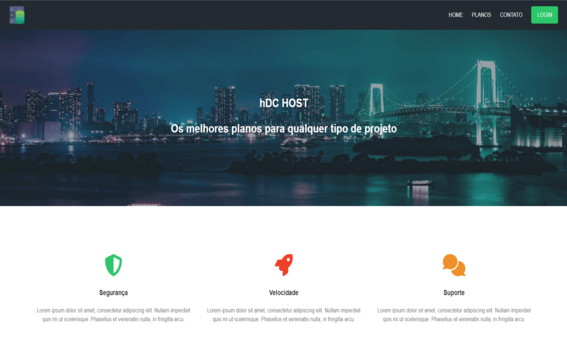 HOME PLANOS CONTATO LOGIN
hDC HOST
Os melhores planos para qualquer tipo de projeto
Segurança
Velocidade
Suporte
Lorem ipsum dolor sit amet, consectetur adipiscing elit. Nullam imperdiet
quis mi ut scelerisque. Phasellus et venenatis nulla, in fringilla arcu.
Lorem ipsum dolor sit amet, consectetur adipiscing elit. Nullam imperdiet
quis mi ut scelerisque. Phasellus et venenatis nulla, in fringilla arcu.
Lorem ipsum dolor sit amet, consectetur adipiscing elit. Nullam imperdiet
quis mi ut scelerisque. Phasellus et venenatis nulla, in fringilla arcu.